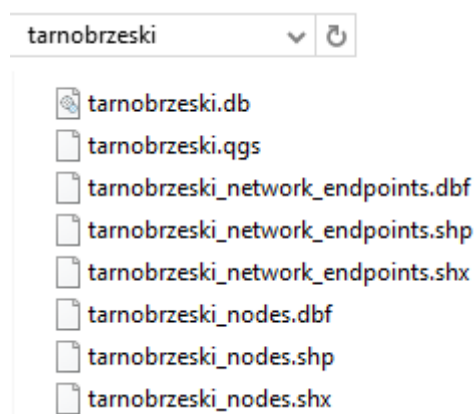 tarnobrzeski
tarnobrzeski.db
tarnobrzeski.qgs
tarnobrzeski_network_endpoints.dbf
tarnobrzeski_network_endpoints.shp
tarnobrzeski_network_endpoints.shx
tarnobrzeski_nodes.dbf
tarnobrzeski_nodes.shp
tarnobrzeski_nodes.shx